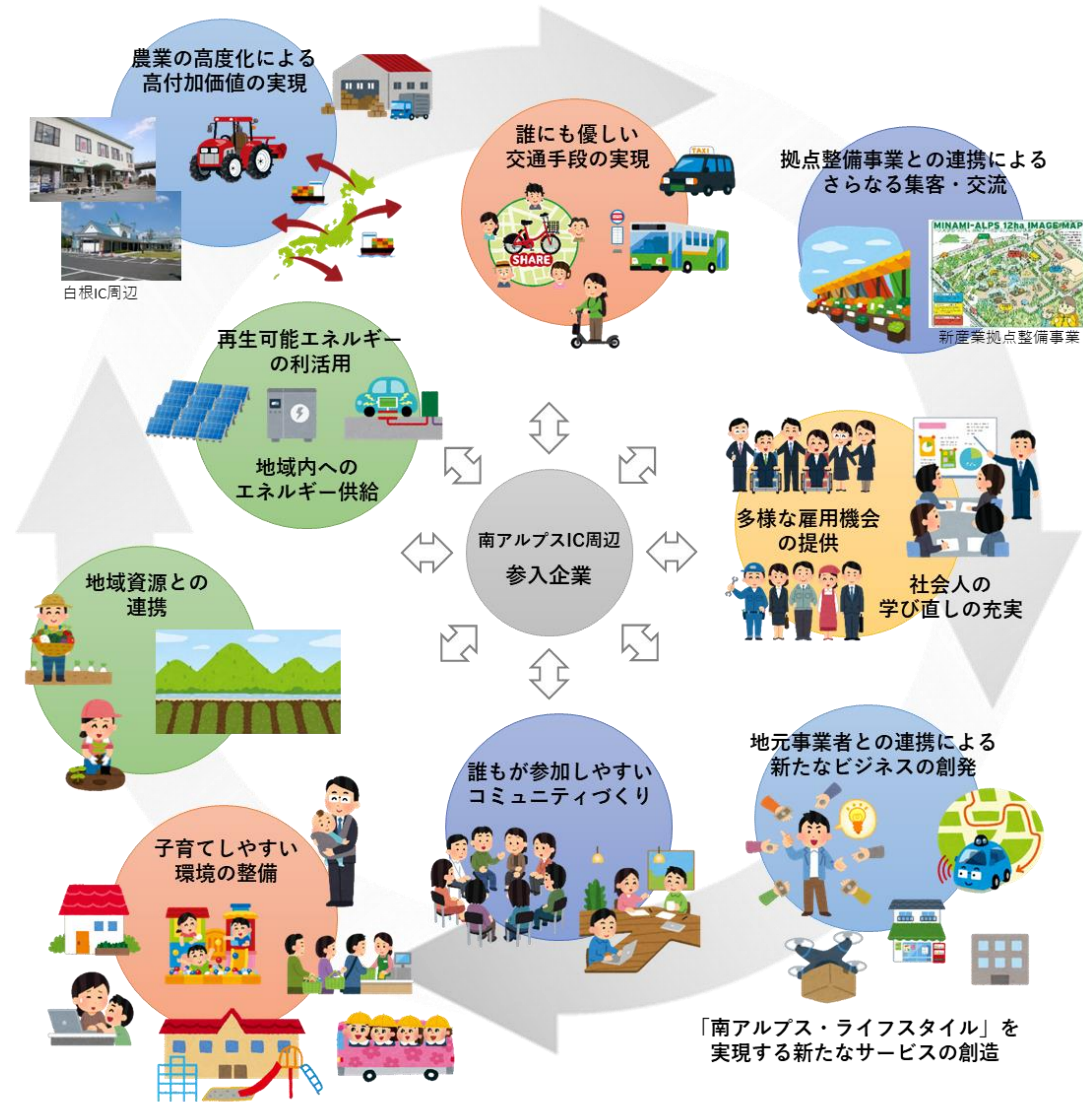 農業の高度化による
高付加価値の実現
白根IC周辺
誰にも優しい
交通手段の実現
TAXI
SHARE
拠点整備事業との連携による
さらなる集客・交流
MINAMI-ALPS 12ha IMAGE MAP
新産業拠点整備事業
再生可能エネルギー
の利活用
地域内への
エネルギー供給
南アルプスIC周辺
参入企業
多様な雇用機会
の提供
社会人の
学び直しの充実
地域資源との
連携
地元事業者との連携による
新たなビジネスの創発
誰もが参加しやすい
コミュニティづくり
子育てしやすい
環境の整備
「南アルプス・ライフスタイル」を
実現する新たなサービスの創造